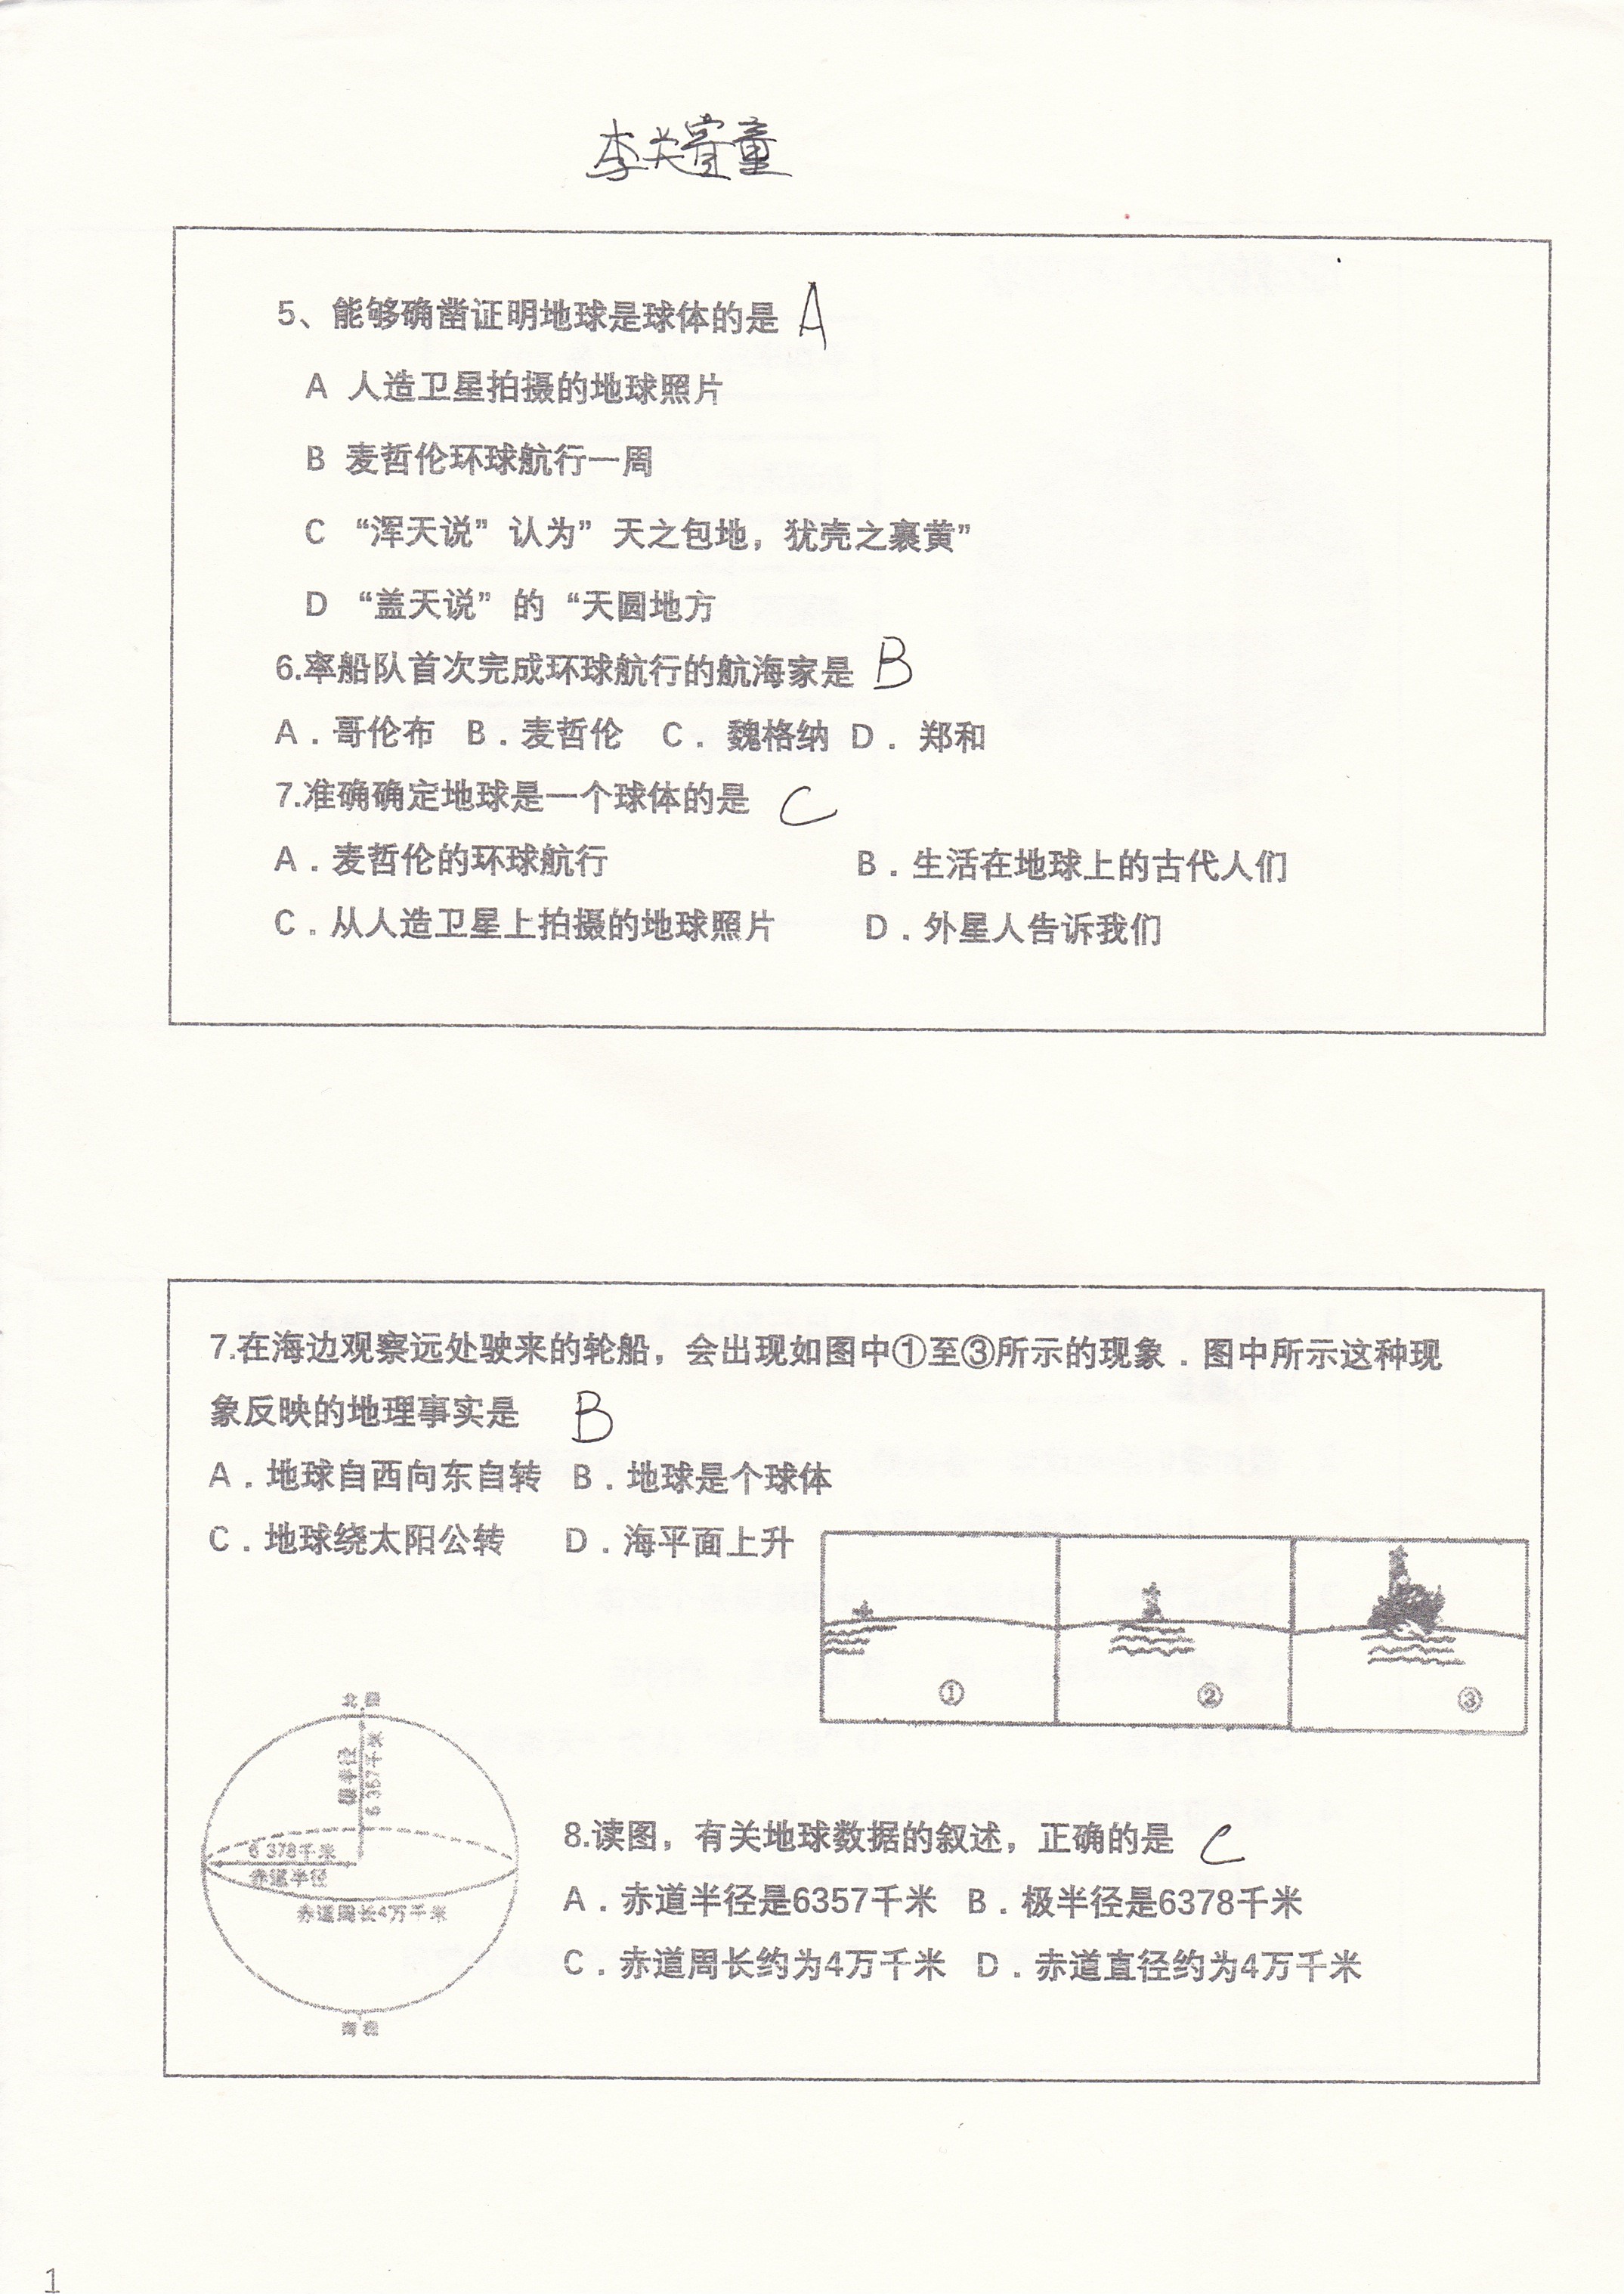 5、能够确凿证明地球是球体的是 A
A 人造卫星拍摄的地球照片
B 麦哲伦环球航行一周
C “浑天说” 认为” 天之包地，犹壳之裹黄”
D “盖天说” 的 “天圆地方
6.率船队首次完成环球航行的航海家是 B
A．哥伦布 B．麦哲伦 C．魏格纳 D．郑和
7.准确确定地球是一个球体的是 C
A．麦哲伦的环球航行 B．生活在地球上的古代人们
C．从人造卫星上拍摄的地球照片 D．外星人告诉我们
7.在海边观察远处驶来的轮船，会出现如图中①至③所示的现象．图中所示这种现
象反映的地理事实是 B
A．地球自西向东自转 B．地球是个球体
C．地球绕太阳公转 D．海平面上升
① ② ③
北极
极半径
6 357千米
6 378千米
赤道半径
赤道周长4万千米
南极
8.读图，有关地球数据的叙述，正确的是 C
A．赤道半径是6357千米 B．极半径是6378千米
C．赤道周长约为4万千米 D．赤道直径约为4万千米
1